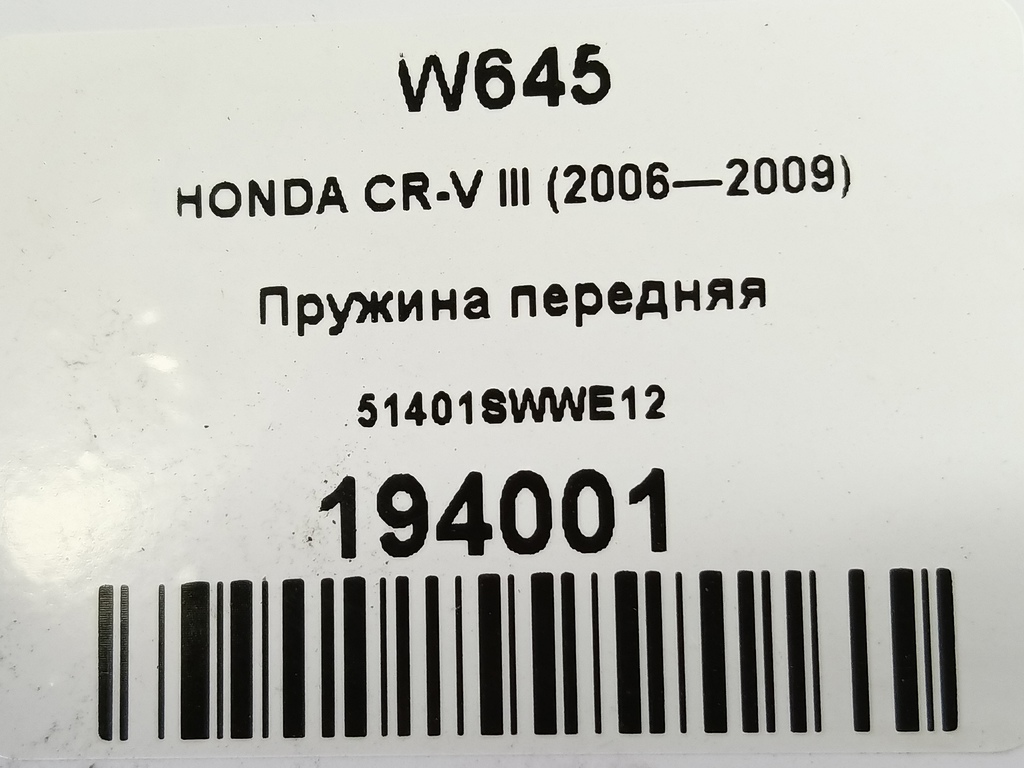 W645
HONDA CR-V III (2006—2009)
Пружина передняя
51401SWWE12
194001